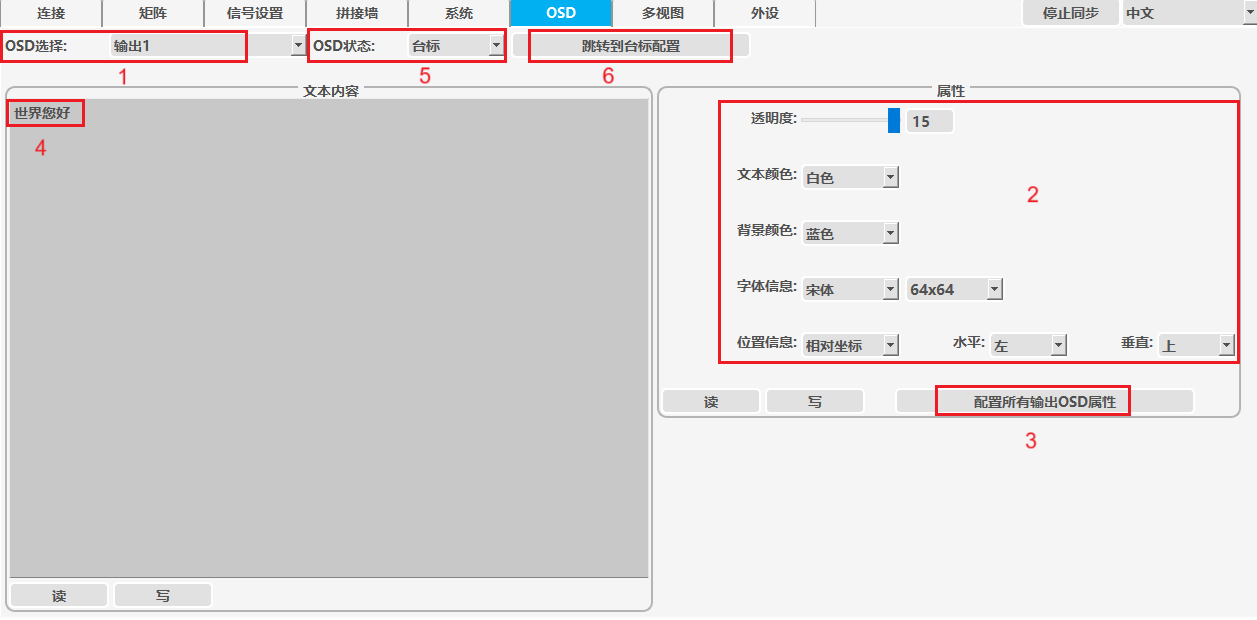 连接 矩阵 信号设置 拼接墙 系统 OSD 多视图 外设 停止同步 中文
OSD选择: 输出1 OSD状态: 台标 跳转到台标配置
1 5 6
文本内容
世界您好
4
读 写
属性
透明度: 15
文本颜色: 白色
2
背景颜色: 蓝色
字体信息: 宋体 64x64
位置信息: 相对坐标 水平: 左 垂直: 上
读 写 配置所有输出OSD属性
3